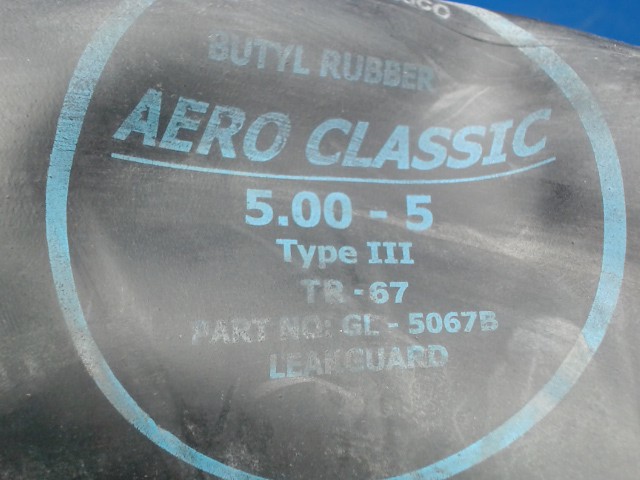 BUTYL RUBBER
AERO CLASSIC
5.00 - 5
Type III
TR - 67
PART NO: GL - 5067B
LEAKGUARD